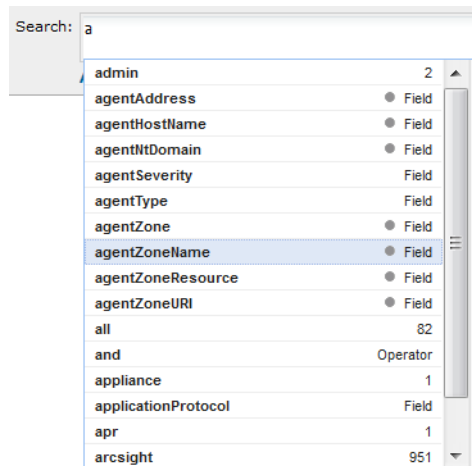 Search: a
admin 2
agentAddress Field
agentHostName Field
agentNtDomain Field
agentSeverity Field
agentType Field
agentZone Field
agentZoneName Field
agentZoneResource Field
agentZoneURI Field
all 82
and Operator
appliance 1
applicationProtocol Field
apr 1
arcsight 951